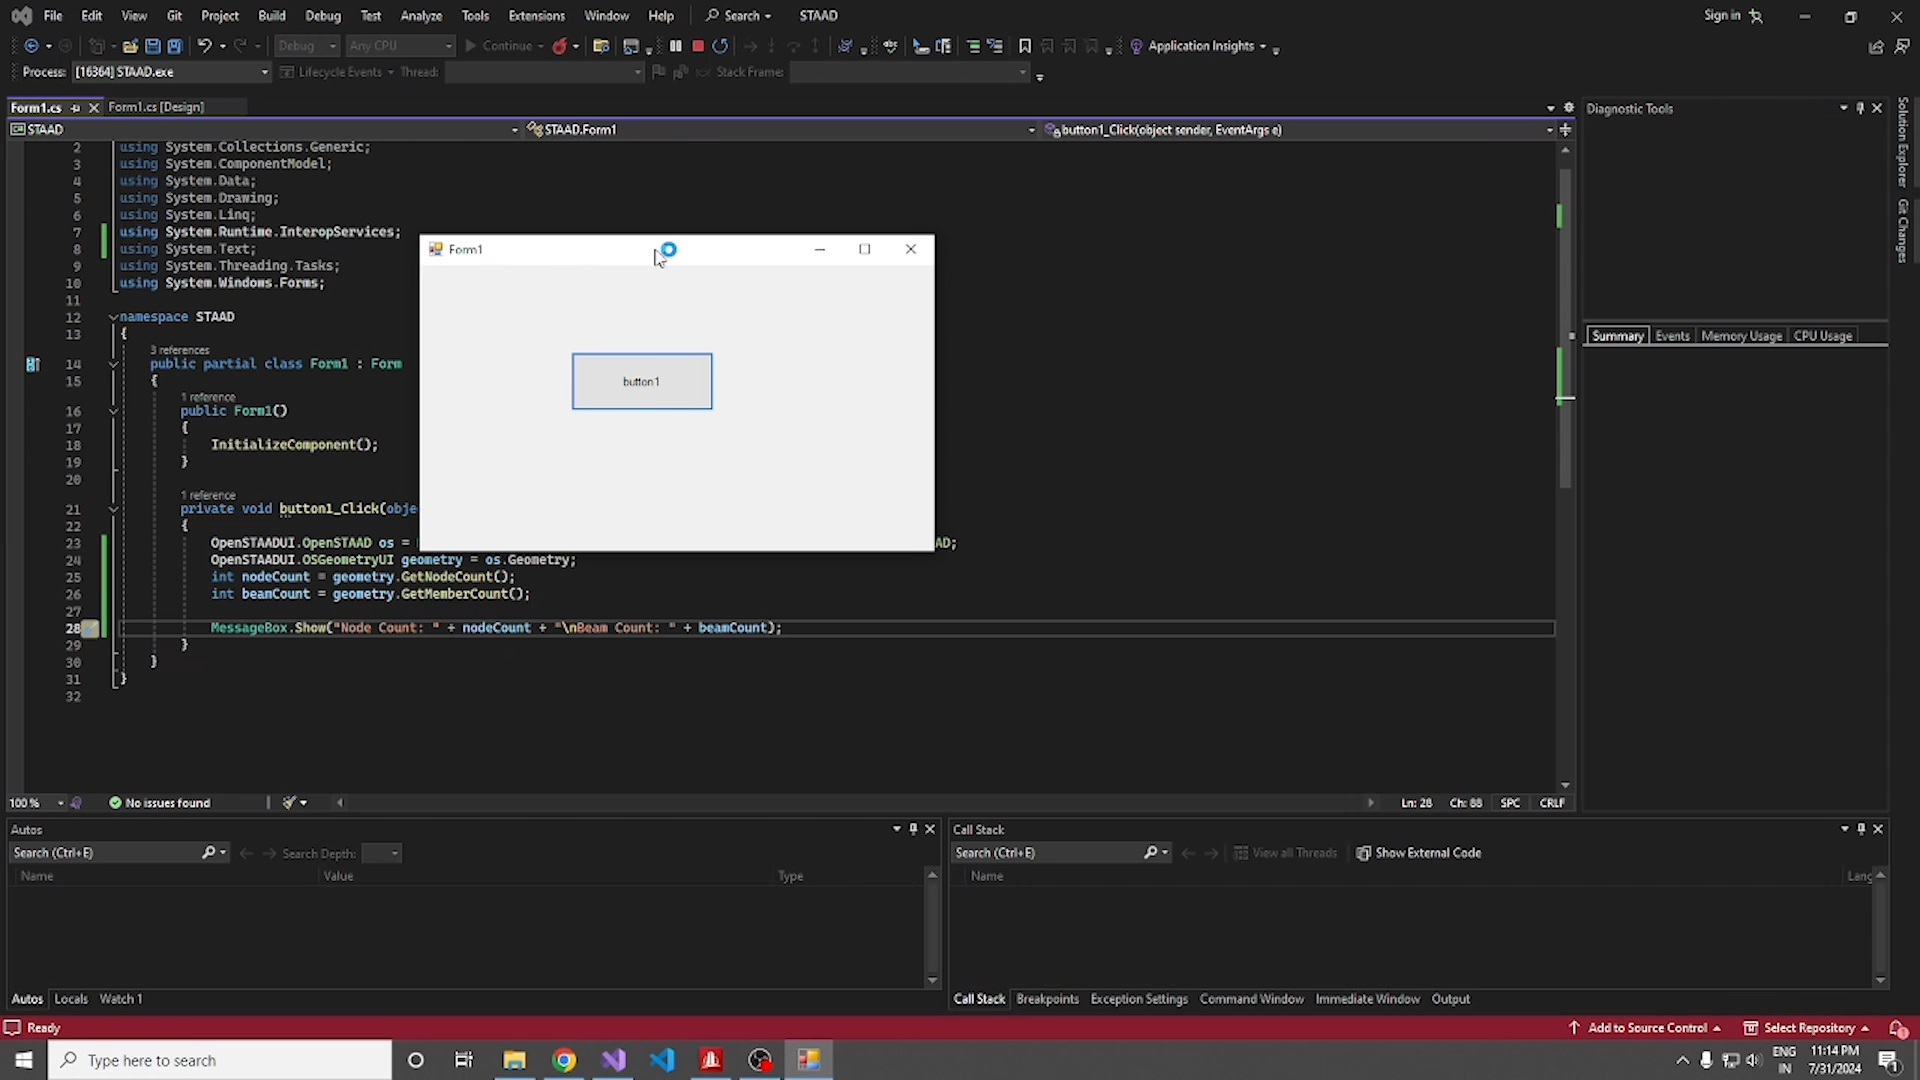 File Edit View Git Project Build Debug Test Analyze Tools Extensions Window Help Search STAAD Sign in
Debug Any CPU Continue Application Insights
Process: [16364] STAAD.exe Lifecycle Events Thread: Stack Frame:
Form1.cs Form1.cs [Design]
STAAD STAAD.Form1 button1_Click(object sender, EventArgs e)
2 using System.Collections.Generic;
3 using System.ComponentModel;
4 using System.Data;
5 using System.Drawing;
6 using System.Linq;
7 using System.Runtime.InteropServices;
8 using System.Text;
9 using System.Threading.Tasks;
10 using System.Windows.Forms;
11
12 namespace STAAD
13 {
3 references
14 public partial class Form1 : Form
15 {
1 reference
16 public Form1()
17 {
18 InitializeComponent();
19 }
20
1 reference
21 private void button1_Click(obje
22 {
23 OpenSTAADUI.OpenSTAAD os = AD;
24 OpenSTAADUI.OSGeometryUI geometry = os.Geometry;
25 int nodeCount = geometry.GetNodeCount();
26 int beamCount = geometry.GetMemberCount();
27
28 MessageBox.Show("Node Count: " + nodeCount + "\nBeam Count: " + beamCount);
29 }
30 }
31 }
32
Form1
button1
Diagnostic Tools
Summary Events Memory Usage CPU Usage
Solution Explorer
Git Changes
100 % No issues found Ln: 28 Ch: 88 SPC CRLF
Autos
Search (Ctrl+E) Search Depth:
Name Value Type
Autos Locals Watch 1
Call Stack
Search (Ctrl+E) View all Threads Show External Code
Name Lang
Call Stack Breakpoints Exception Settings Command Window Immediate Window Output
Ready Add to Source Control Select Repository
Type here to search
ENG
IN
11:14 PM
7/31/2024